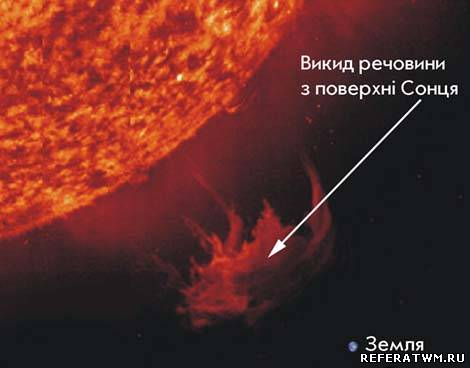 Викид речовини
з поверхні Сонця
Земля
REFERATWM.RU